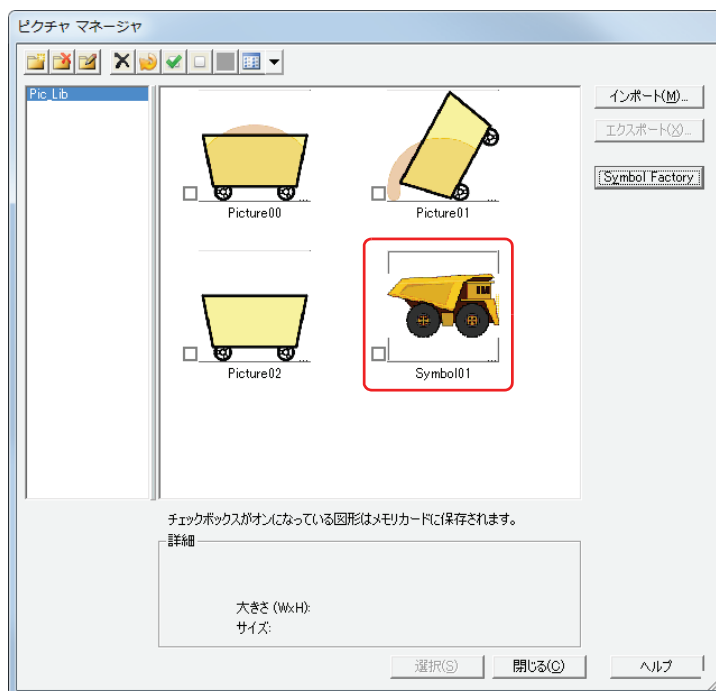 ピクチャ マネージャ
Pic_Lib
インポート(M)...
エクスポート(X)...
Symbol Factory
Picture00
Picture01
Picture02
Symbol01
チェックボックスがオンになっている図形はメモリカードに保存されます。
詳細
大きさ (WxH):
サイズ:
選択(S)
閉じる(C)
ヘルプ